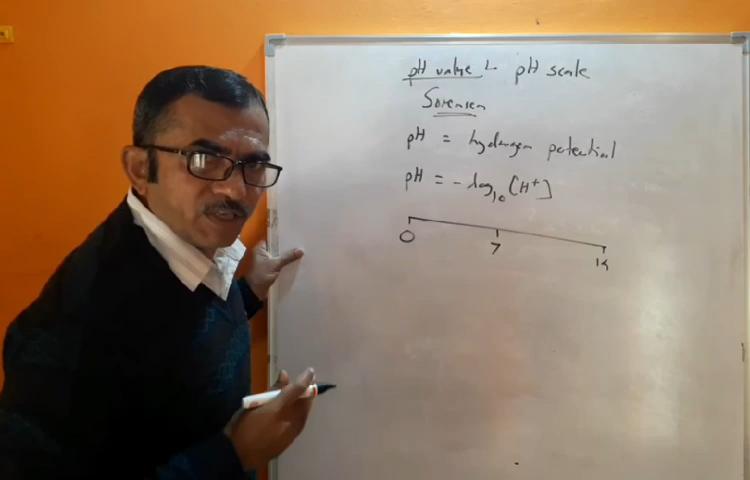 pH value & pH scale
Sorensen
pH = hydrogen potential
pH = -log₁₀ [H⁺]
0 7 14